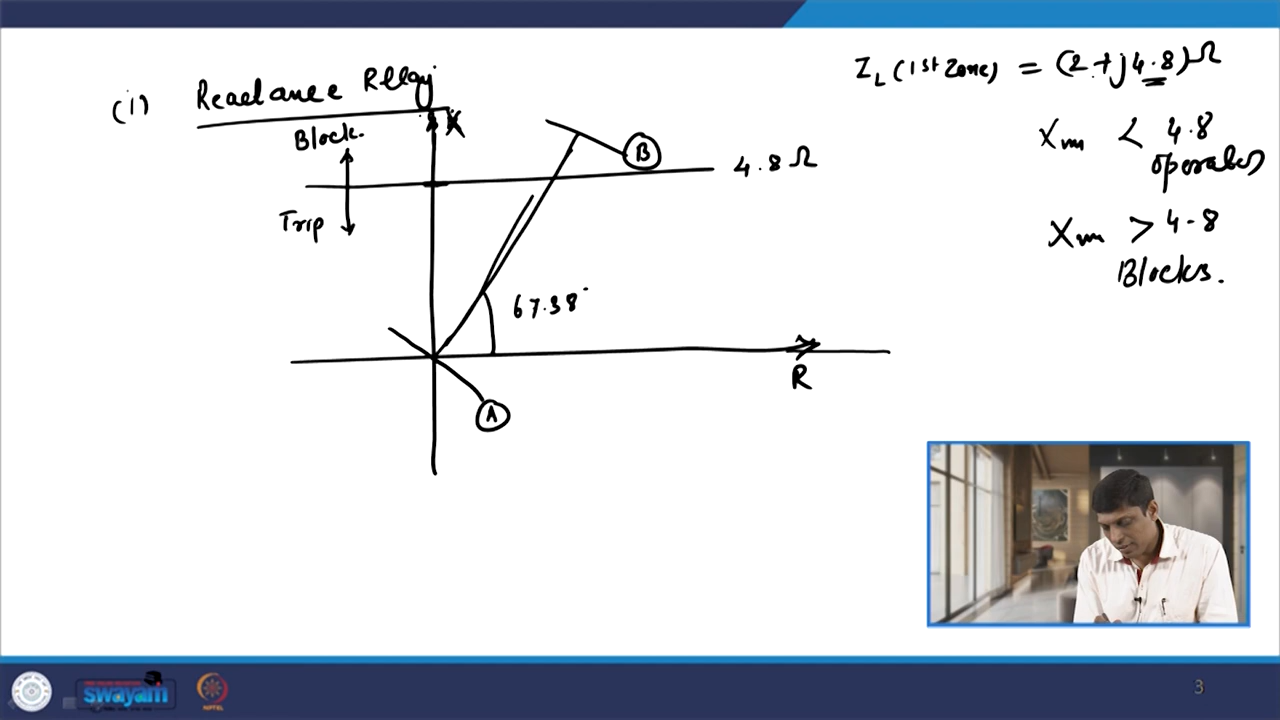 (i) Reactance Relay
Z_L (1st Zone) = (2 + j4.8) Ω
X_m < 4.8
operates
X_m > 4.8
Blocks.
Block.
Trip
X
B
4.8 Ω
67.38°
R
A
swayam
3